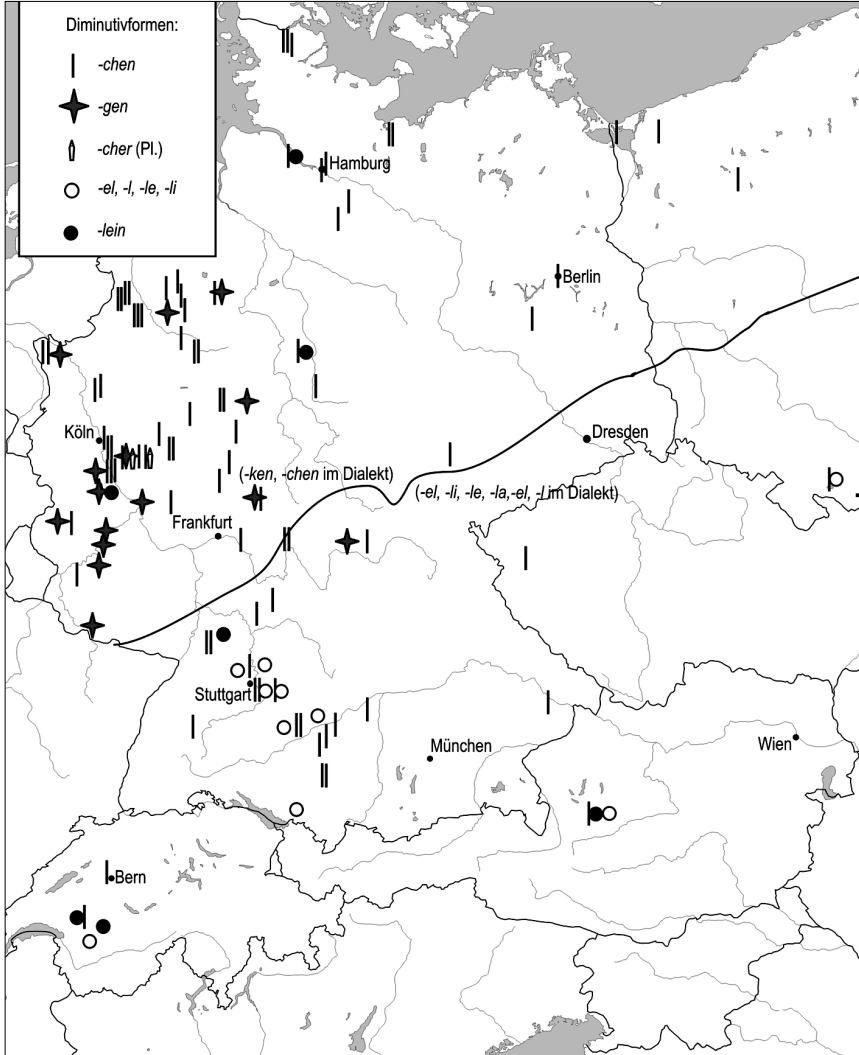 Diminutivformen:
-chen
-gen
-cher (Pl.)
-el, -l, -le, -li
-lein
Hamburg
Berlin
Köln
Dresden
(-ken, -chen im Dialekt)
(-el, -li, -le, -la,-el, -l im Dialekt)
Frankfurt
Stuttgart
München
Wien
Bern